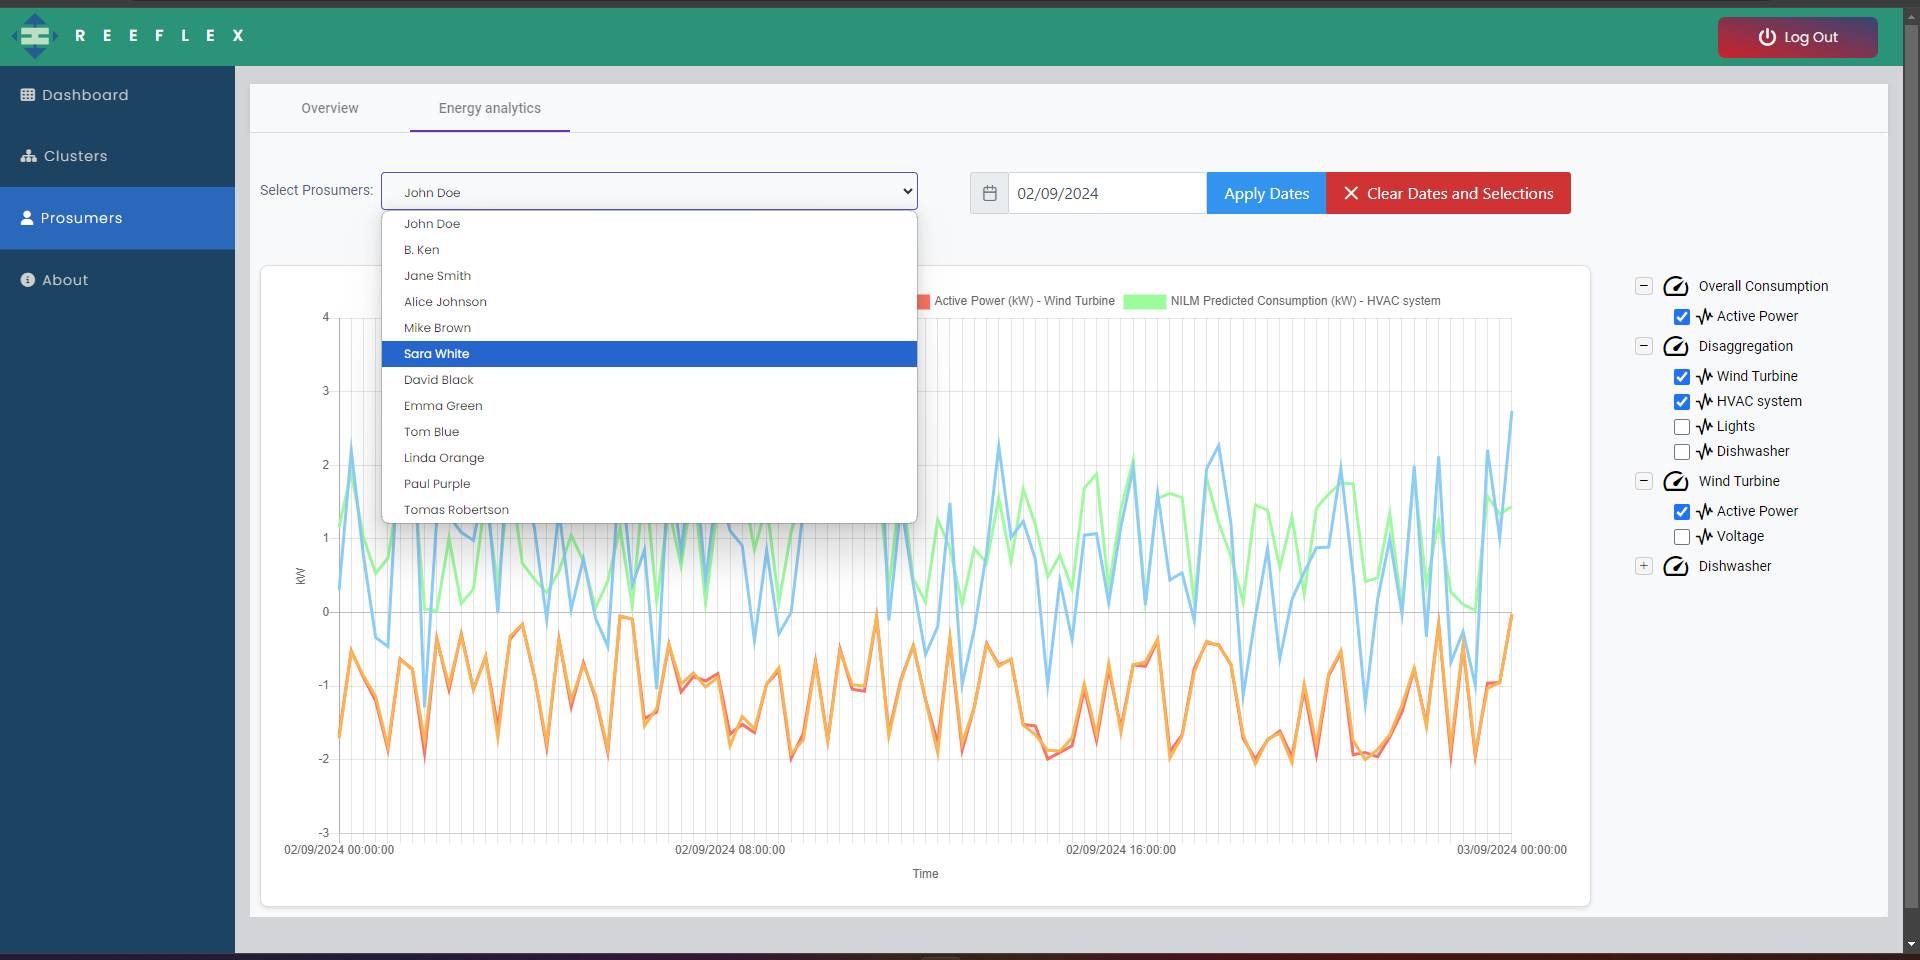 REEFLEX
Log Out
Dashboard
Clusters
Prosumers
About
Overview
Energy analytics
Select Prosumers:
John Doe
02/09/2024
Apply Dates
Clear Dates and Selections
John Doe
B. Ken
Jane Smith
Alice Johnson
Mike Brown
Sara White
David Black
Emma Green
Tom Blue
Linda Orange
Paul Purple
Tomas Robertson
Active Power (kW) - Wind Turbine
NILM Predicted Consumption (kW) - HVAC system
4
3
2
1
0
-1
-2
-3
kW
02/09/2024 00:00:00
02/09/2024 08:00:00
02/09/2024 16:00:00
03/09/2024 00:00:00
Time
Overall Consumption
Active Power
Disaggregation
Wind Turbine
HVAC system
Lights
Dishwasher
Wind Turbine
Active Power
Voltage
Dishwasher